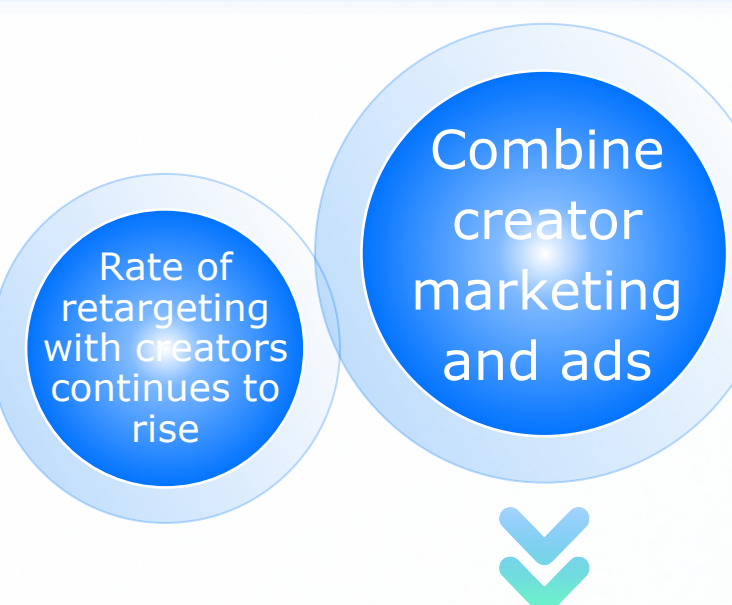 Rate of
retargeting
with creators
continues to
rise
Combine
creator
marketing
and ads